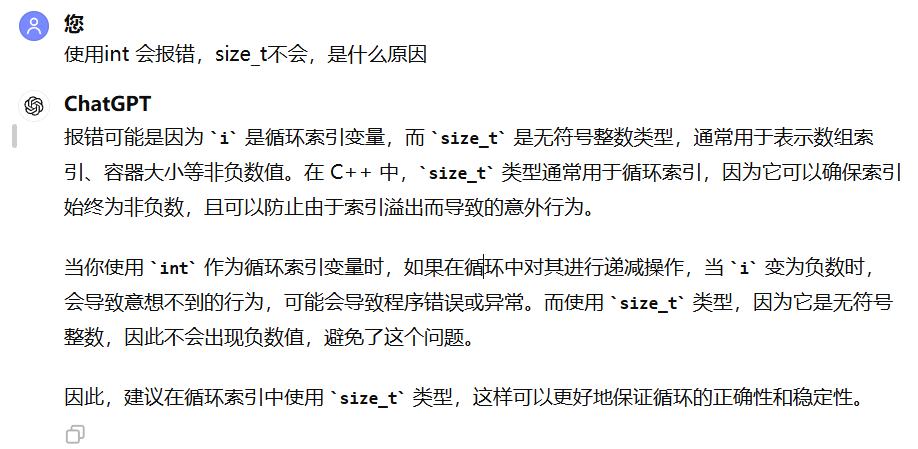 您
使用int 会报错，size_t不会，是什么原因
ChatGPT
报错可能是因为 `i` 是循环索引变量，而 `size_t` 是无符号整数类型，通常用于表示数组索
引、容器大小等非负数值。在 C++ 中，`size_t` 类型通常用于循环索引，因为它可以确保索引
始终为非负数，且可以防止由于索引溢出而导致的意外行为。
当你使用 `int` 作为循环索引变量时，如果在循环中对其进行递减操作，当 `i` 变为负数时，
会导致意想不到的行为，可能会导致程序错误或异常。而使用 `size_t` 类型，因为它是无符号
整数，因此不会出现负数值，避免了这个问题。
因此，建议在循环索引中使用 `size_t` 类型，这样可以更好地保证循环的正确性和稳定性。